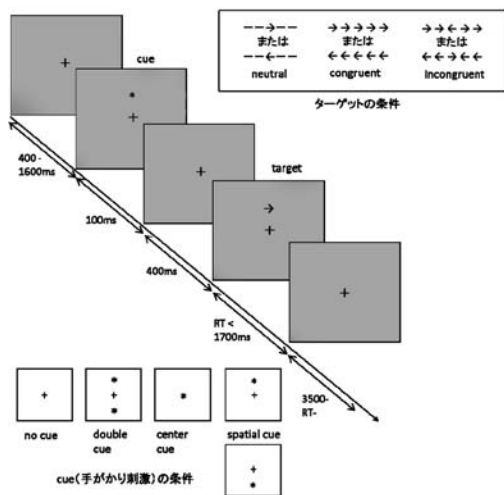 - - → - -   → → → → →   → → ← → →
または   または   または
- - ← - -   ← ← ← ← ←   ← ← → ← ←
neutral   congruent   Incongruent
ターゲットの条件
+
cue
*
+
+
target
→
+
+
400 -
1600ms
100ms
400ms
RT <
1700ms
3500-
RT-
+
*
+
*
*
*
+
no cue
double
cue
center
cue
spatial cue
+
*
cue(手がかり刺激)の条件